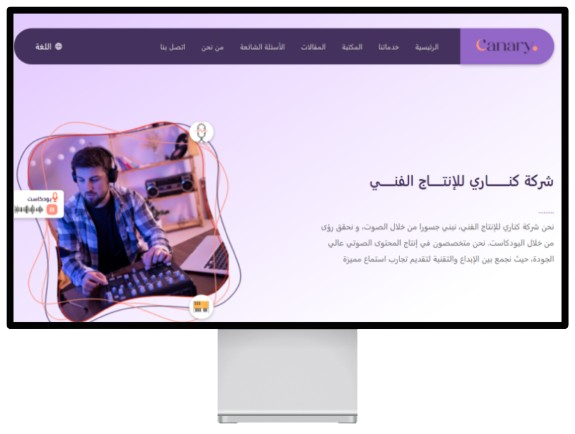 Canary.
الرئيسية
خدماتنا
المكتبة
المقالات
الأسئلة الشائعة
من نحن
اتصل بنا
اللغة
شركة كنـــــاري للإنتـــاج الفنـــي
نحن شركة كناري للإنتاج الفني، نبني جسورا من خلال الصوت، و نحقق رؤى
من خلال البودكاست. نحن متخصصون في إنتاج المحتوى الصوتي عالي
الجودة، حيث نجمع بين الإبداع والتقنية لتقديم تجارب استماع مميزة
بودكاست